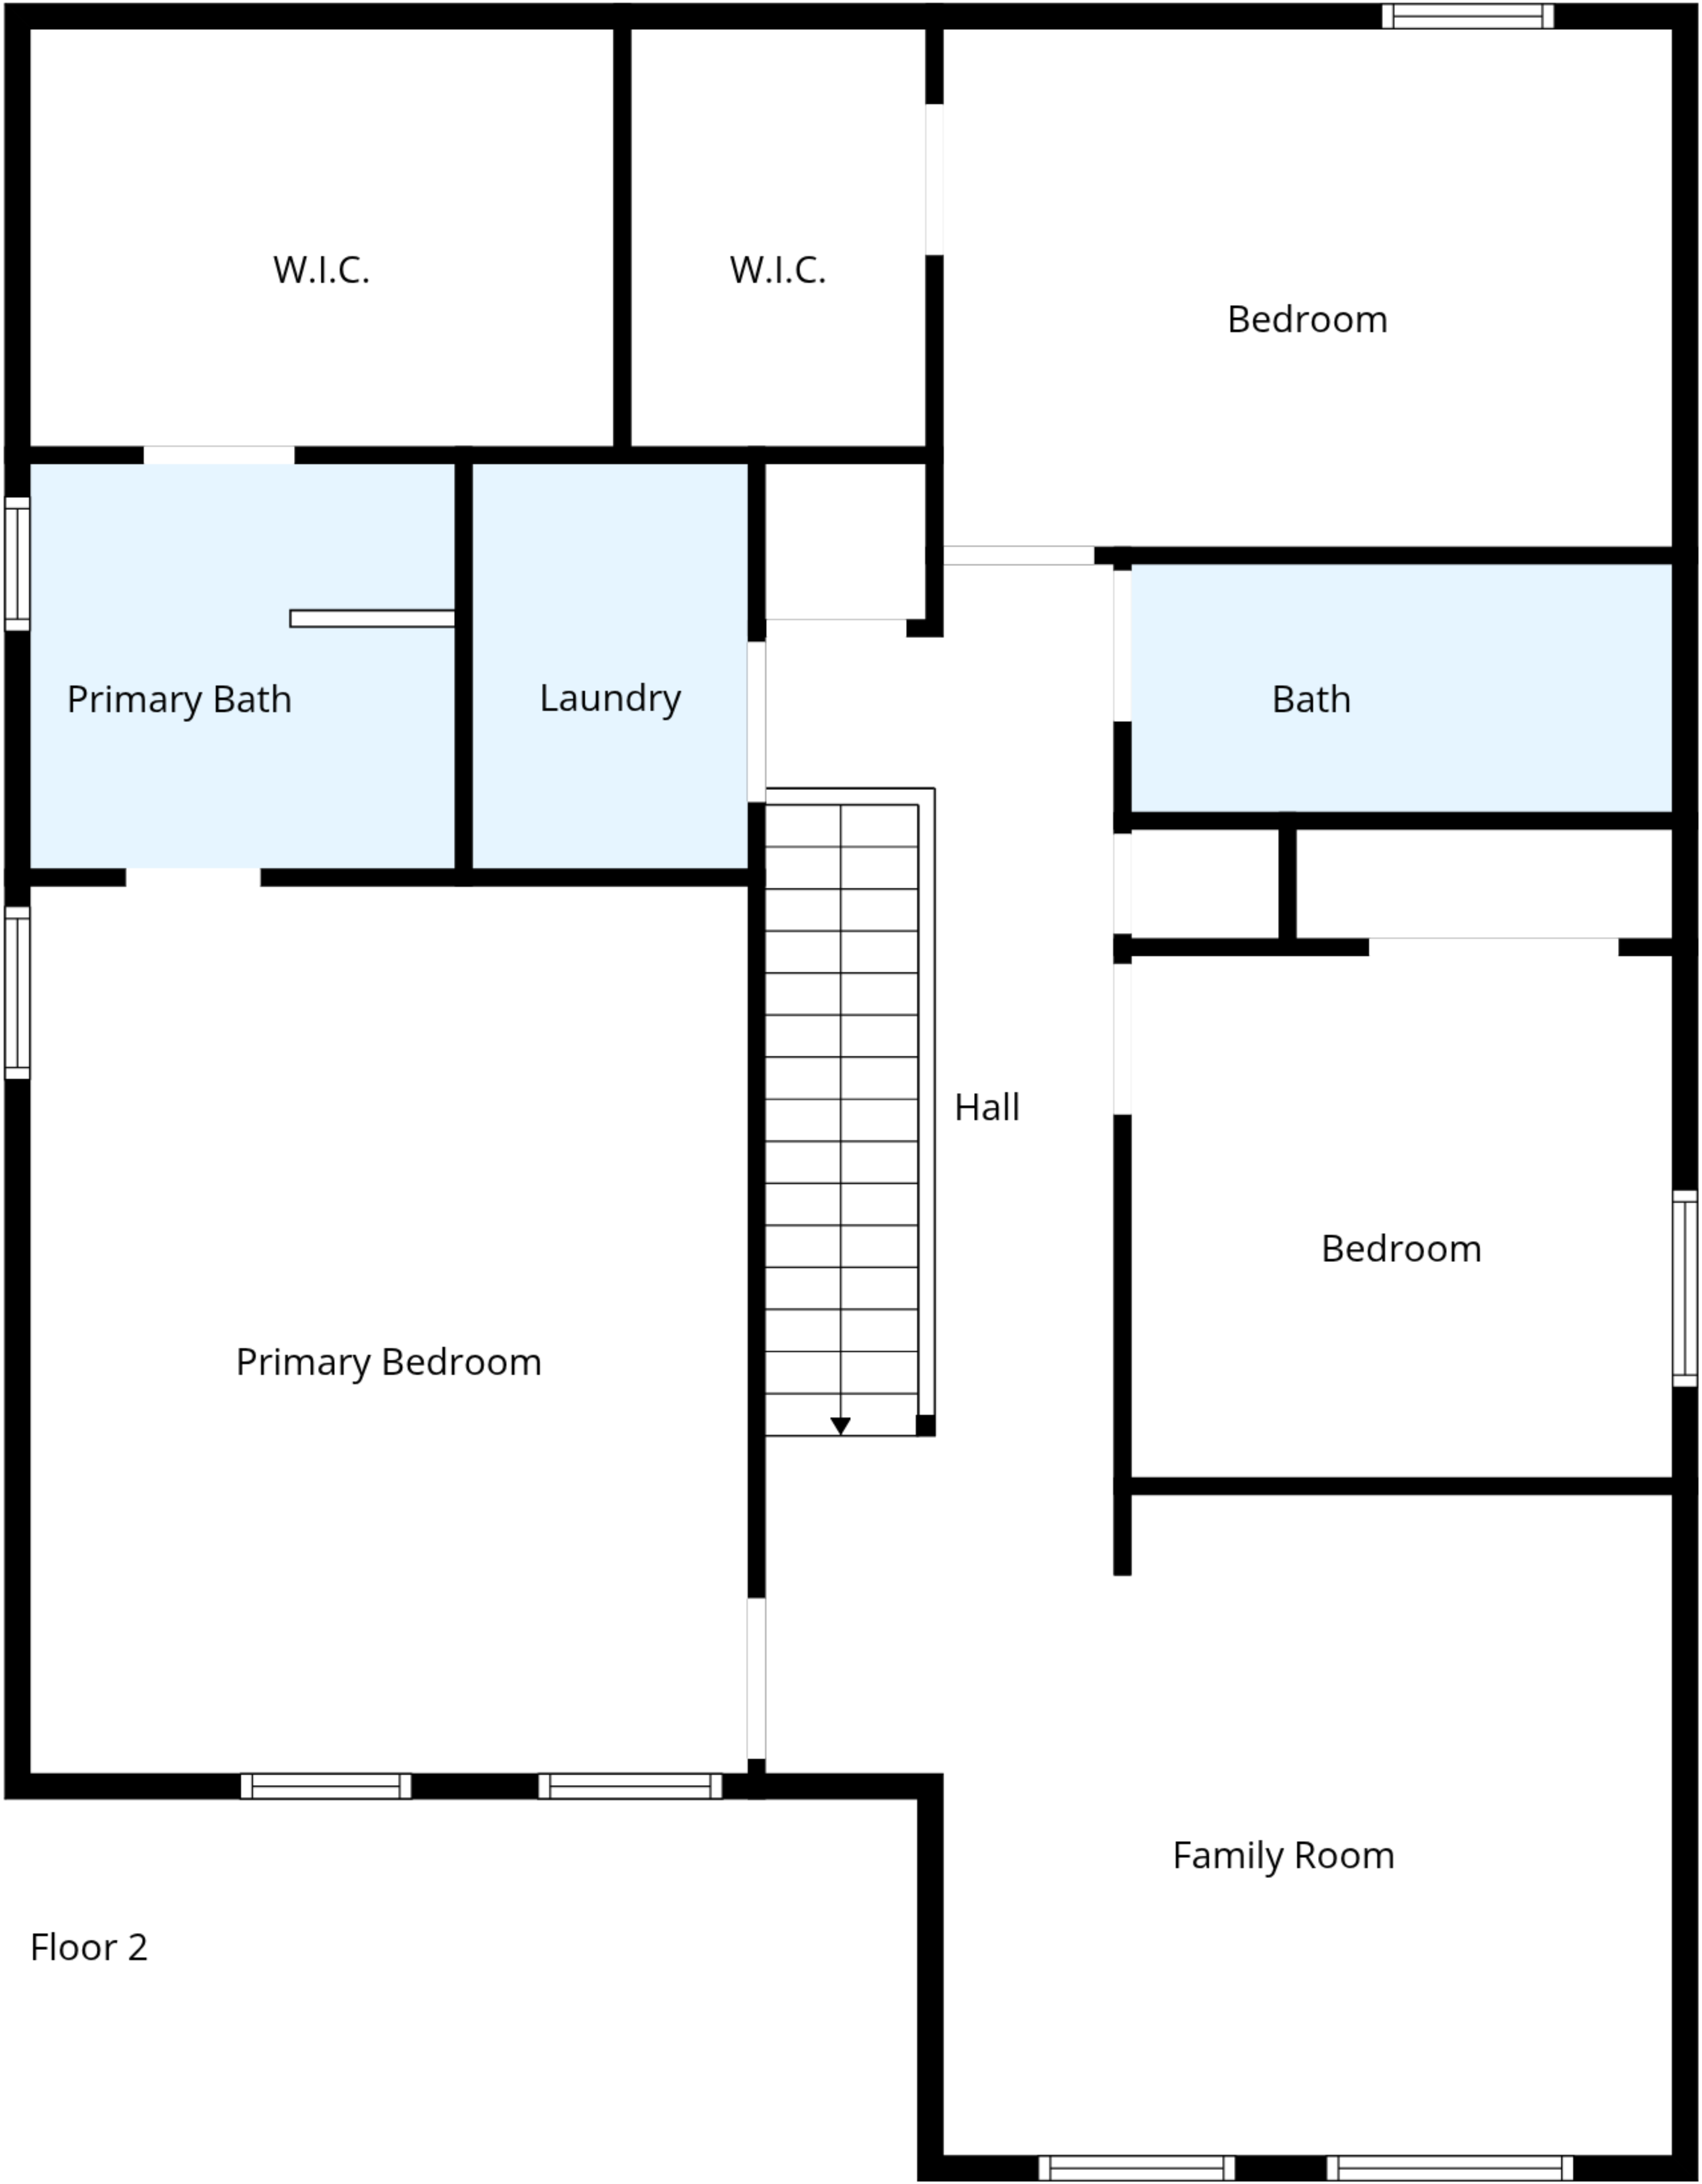 W.I.C.
W.I.C.
Bedroom
Primary Bath
Laundry
Bath
Hall
Bedroom
Primary Bedroom
Family Room
Floor 2